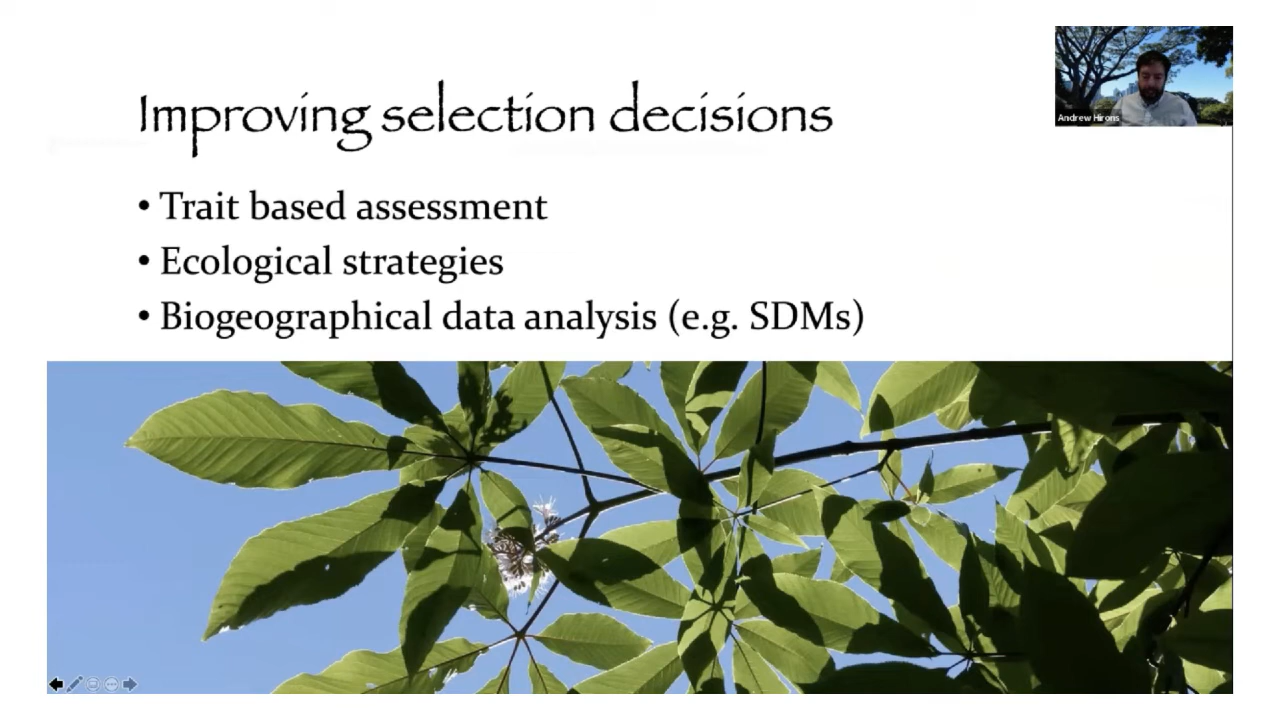 Improving selection decisions
Andrew Hirons
• Trait based assessment
• Ecological strategies
• Biogeographical data analysis (e.g. SDMs)